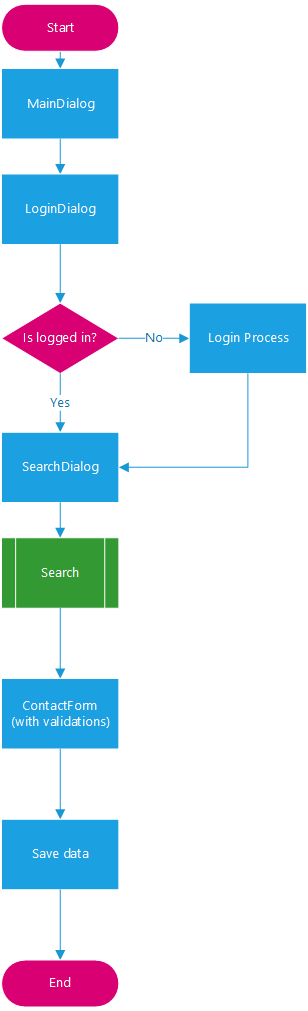 Start
MainDialog
LoginDialog
Is logged in?
No
Login Process
Yes
SearchDialog
Search
ContactForm
(with validations)
Save data
End